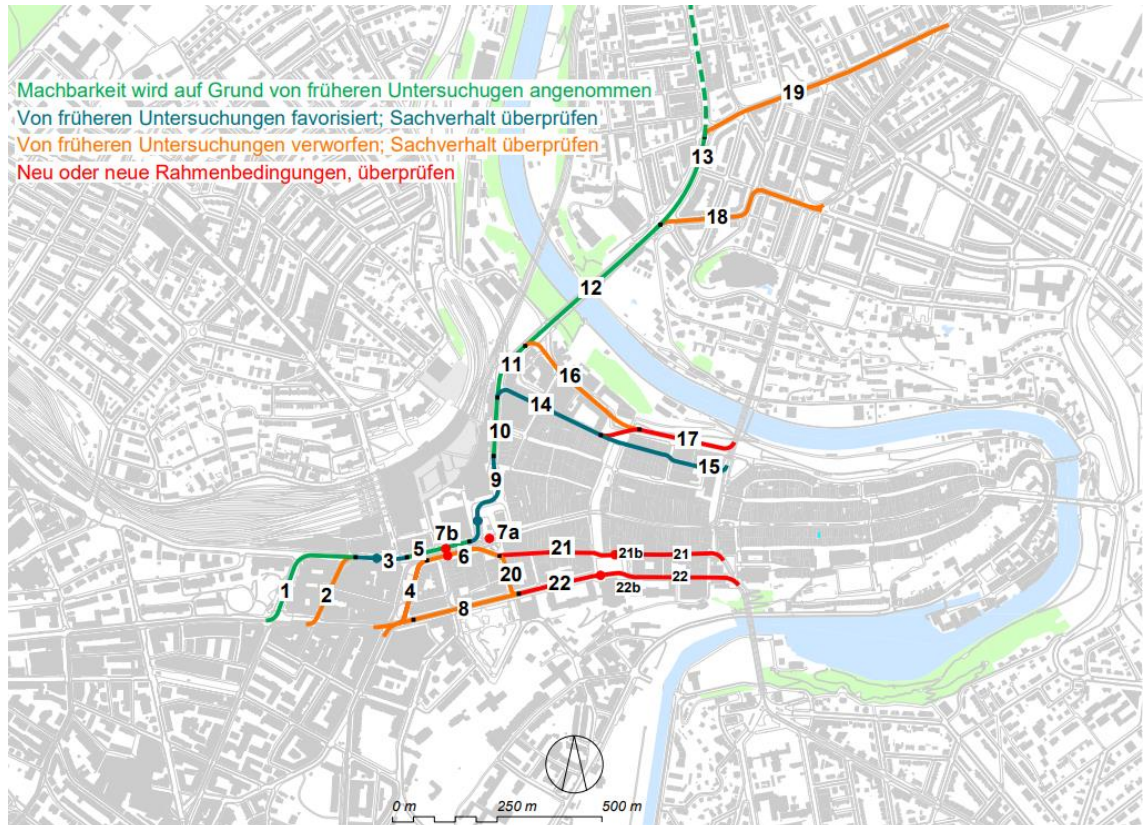 Machbarkeit wird auf Grund von früheren Untersuchugen angenommen
Von früheren Untersuchungen favorisiert; Sachverhalt überprüfen
Von früheren Untersuchungen verworfen; Sachverhalt überprüfen
Neu oder neue Rahmenbedingungen, überprüfen
19
13
18
12
11
16
14
10
17
15
9
7b
7a
5
6
21
21b
21
3
20
1
2
4
22
22b
22
8
0 m
250 m
500 m